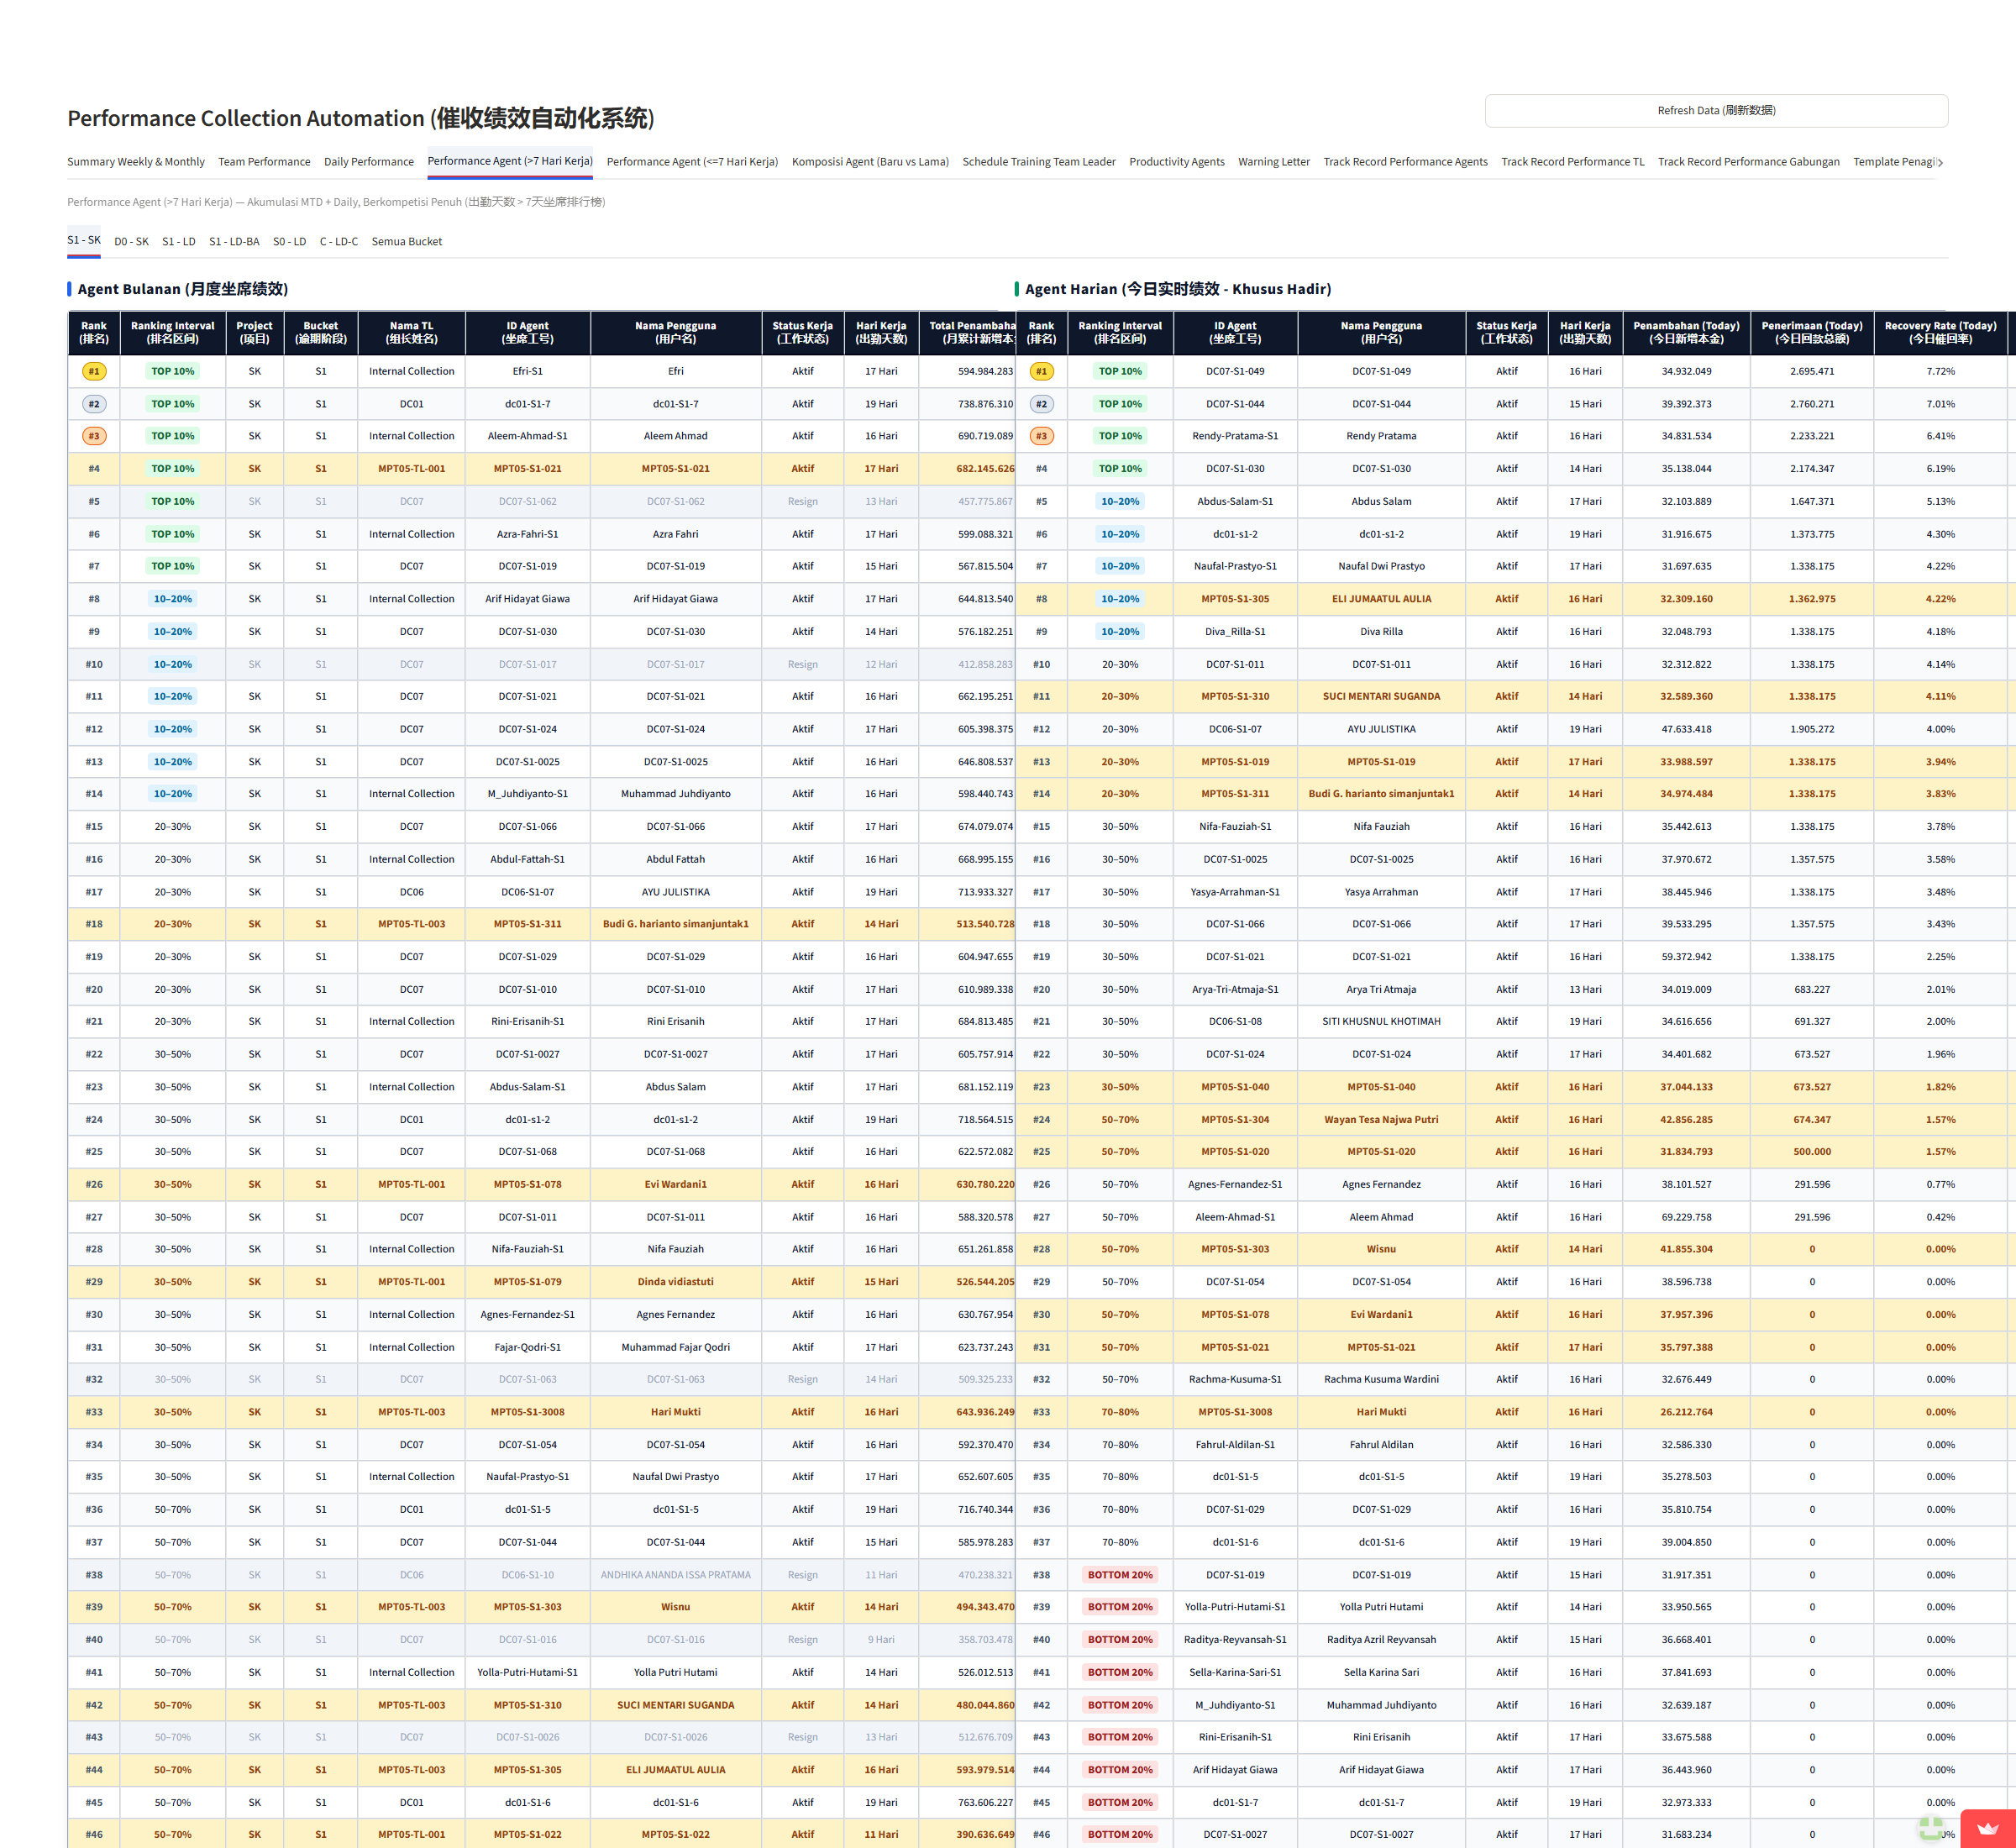 Performance Collection Automation (催收绩效自动化系统)
Refresh Data (刷新数据)
Summary Weekly & Monthly Team Performance Daily Performance Performance Agent (>7 Hari Kerja) Performance Agent (<=7 Hari Kerja) Komposisi Agent (Baru vs Lama) Schedule Training Team Leader Productivity Agents Warning Letter Track Record Performance Agents Track Record Performance TL Track Record Performance Gabungan Template Penagi
Performance Agent (>7 Hari Kerja) — Akumulasi MTD + Daily, Berkompetisi Penuh (出勤天数 > 7天坐席排行榜)
S1 - SK D0 - SK S1 - LD S1 - LD-BA S0 - LD C - LD-C Semua Bucket
Agent Bulanan (月度坐席绩效)
Rank Ranking Interval Project Bucket Nama TL ID Agent Nama Pengguna Status Kerja Hari Kerja Total Penambaha
(排名) (排名区间) (项目) (逾期阶段) (组长姓名) (坐席工号) (用户名) (工作状态) (出勤天数) (月累计新增本
#1 TOP 10% SK S1 Internal Collection Efri-S1 Efri Aktif 17 Hari 594.984.283
#2 TOP 10% SK S1 DC01 dc01-S1-7 dc01-S1-7 Aktif 19 Hari 738.876.310
#3 TOP 10% SK S1 Internal Collection Aleem-Ahmad-S1 Aleem Ahmad Aktif 16 Hari 690.719.089
#4 TOP 10% SK S1 MPT05-TL-001 MPT05-S1-021 MPT05-S1-021 Aktif 17 Hari 682.145.626
#5 TOP 10% SK S1 DC07 DC07-S1-062 DC07-S1-062 Resign 13 Hari 457.775.867
#6 TOP 10% SK S1 Internal Collection Azra-Fahri-S1 Azra Fahri Aktif 17 Hari 599.088.321
#7 TOP 10% SK S1 DC07 DC07-S1-019 DC07-S1-019 Aktif 15 Hari 567.815.504
#8 10–20% SK S1 Internal Collection Arif Hidayat Giawa Arif Hidayat Giawa Aktif 17 Hari 644.813.540
#9 10–20% SK S1 DC07 DC07-S1-030 DC07-S1-030 Aktif 14 Hari 576.182.251
#10 10–20% SK S1 DC07 DC07-S1-017 DC07-S1-017 Resign 12 Hari 412.858.283
#11 10–20% SK S1 DC07 DC07-S1-021 DC07-S1-021 Aktif 16 Hari 662.195.251
#12 10–20% SK S1 DC07 DC07-S1-024 DC07-S1-024 Aktif 17 Hari 605.398.375
#13 10–20% SK S1 DC07 DC07-S1-0025 DC07-S1-0025 Aktif 16 Hari 646.808.537
#14 10–20% SK S1 Internal Collection M_Juhdiyanto-S1 Muhammad Juhdiyanto Aktif 16 Hari 598.440.743
#15 20–30% SK S1 DC07 DC07-S1-066 DC07-S1-066 Aktif 17 Hari 674.079.074
#16 20–30% SK S1 Internal Collection Abdul-Fattah-S1 Abdul Fattah Aktif 16 Hari 668.995.155
#17 20–30% SK S1 DC06 DC06-S1-07 AYU JULISTIKA Aktif 19 Hari 713.933.327
#18 20–30% SK S1 MPT05-TL-003 MPT05-S1-311 Budi G. harianto simanjuntak1 Aktif 14 Hari 513.540.728
#19 20–30% SK S1 DC07 DC07-S1-029 DC07-S1-029 Aktif 16 Hari 604.947.655
#20 20–30% SK S1 DC07 DC07-S1-010 DC07-S1-010 Aktif 17 Hari 610.989.338
#21 20–30% SK S1 Internal Collection Rini-Erisanih-S1 Rini Erisanih Aktif 17 Hari 684.813.485
#22 30–50% SK S1 DC07 DC07-S1-0027 DC07-S1-0027 Aktif 17 Hari 605.757.914
#23 30–50% SK S1 Internal Collection Abdus-Salam-S1 Abdus Salam Aktif 17 Hari 681.152.119
#24 30–50% SK S1 DC01 dc01-s1-2 dc01-s1-2 Aktif 19 Hari 718.564.515
#25 30–50% SK S1 DC07 DC07-S1-068 DC07-S1-068 Aktif 16 Hari 622.572.082
#26 30–50% SK S1 MPT05-TL-001 MPT05-S1-078 Evi Wardani1 Aktif 16 Hari 630.780.220
#27 30–50% SK S1 DC07 DC07-S1-011 DC07-S1-011 Aktif 16 Hari 588.320.578
#28 30–50% SK S1 Internal Collection Nifa-Fauziah-S1 Nifa Fauziah Aktif 16 Hari 651.261.858
#29 30–50% SK S1 MPT05-TL-001 MPT05-S1-079 Dinda vidiastuti Aktif 15 Hari 526.544.205
#30 30–50% SK S1 Internal Collection Agnes-Fernandez-S1 Agnes Fernandez Aktif 16 Hari 630.767.954
#31 30–50% SK S1 Internal Collection Fajar-Qodri-S1 Muhammad Fajar Qodri Aktif 17 Hari 623.737.243
#32 30–50% SK S1 DC07 DC07-S1-063 DC07-S1-063 Resign 14 Hari 509.325.233
#33 30–50% SK S1 MPT05-TL-003 MPT05-S1-3008 Hari Mukti Aktif 16 Hari 643.936.249
#34 30–50% SK S1 DC07 DC07-S1-054 DC07-S1-054 Aktif 16 Hari 592.370.470
#35 30–50% SK S1 Internal Collection Naufal-Prastyo-S1 Naufal Dwi Prastyo Aktif 17 Hari 652.607.605
#36 50–70% SK S1 DC01 dc01-S1-5 dc01-S1-5 Aktif 19 Hari 716.740.344
#37 50–70% SK S1 DC07 DC07-S1-044 DC07-S1-044 Aktif 15 Hari 585.978.283
#38 50–70% SK S1 DC06 DC06-S1-10 ANDHIKA ANANDA ISSA PRATAMA Resign 11 Hari 470.238.321
#39 50–70% SK S1 MPT05-TL-003 MPT05-S1-303 Wisnu Aktif 14 Hari 494.343.470
#40 50–70% SK S1 DC07 DC07-S1-016 DC07-S1-016 Resign 9 Hari 358.703.478
#41 50–70% SK S1 Internal Collection Yolla-Putri-Hutami-S1 Yolla Putri Hutami Aktif 14 Hari 526.012.513
#42 50–70% SK S1 MPT05-TL-003 MPT05-S1-310 SUCI MENTARI SUGANDA Aktif 14 Hari 480.044.860
#43 50–70% SK S1 DC07 DC07-S1-0026 DC07-S1-0026 Resign 13 Hari 512.676.709
#44 50–70% SK S1 MPT05-TL-003 MPT05-S1-305 ELI JUMAATUL AULIA Aktif 16 Hari 593.979.514
#45 50–70% SK S1 DC01 dc01-s1-6 dc01-s1-6 Aktif 19 Hari 763.606.227
#46 50–70% SK S1 MPT05-TL-001 MPT05-S1-022 MPT05-S1-022 Aktif 11 Hari 390.636.649
Agent Harian (今日实时绩效 - Khusus Hadir)
Rank Ranking Interval ID Agent Nama Pengguna Status Kerja Hari Kerja Penambahan (Today) Penerimaan (Today) Recovery Rate (Today)
(排名) (排名区间) (坐席工号) (用户名) (工作状态) (出勤天数) (今日新增本金) (今日回款总额) (今日催回率)
#1 TOP 10% DC07-S1-049 DC07-S1-049 Aktif 16 Hari 34.932.049 2.695.471 7.72%
#2 TOP 10% DC07-S1-044 DC07-S1-044 Aktif 15 Hari 39.392.373 2.760.271 7.01%
#3 TOP 10% Rendy-Pratama-S1 Rendy Pratama Aktif 16 Hari 34.831.534 2.233.221 6.41%
#4 TOP 10% DC07-S1-030 DC07-S1-030 Aktif 14 Hari 35.138.044 2.174.347 6.19%
#5 10–20% Abdus-Salam-S1 Abdus Salam Aktif 17 Hari 32.103.889 1.647.371 5.13%
#6 10–20% dc01-s1-2 dc01-s1-2 Aktif 19 Hari 31.916.675 1.373.775 4.30%
#7 10–20% Naufal-Prastyo-S1 Naufal Dwi Prastyo Aktif 17 Hari 31.697.635 1.338.175 4.22%
#8 10–20% MPT05-S1-305 ELI JUMAATUL AULIA Aktif 16 Hari 32.309.160 1.362.975 4.22%
#9 10–20% Diva_Rilla-S1 Diva Rilla Aktif 16 Hari 32.048.793 1.338.175 4.18%
#10 20–30% DC07-S1-011 DC07-S1-011 Aktif 16 Hari 32.312.822 1.338.175 4.14%
#11 20–30% MPT05-S1-310 SUCI MENTARI SUGANDA Aktif 14 Hari 32.589.360 1.338.175 4.11%
#12 20–30% DC06-S1-07 AYU JULISTIKA Aktif 19 Hari 47.633.418 1.905.272 4.00%
#13 20–30% MPT05-S1-019 MPT05-S1-019 Aktif 17 Hari 33.988.597 1.338.175 3.94%
#14 20–30% MPT05-S1-311 Budi G. harianto simanjuntak1 Aktif 14 Hari 34.974.484 1.338.175 3.83%
#15 30–50% Nifa-Fauziah-S1 Nifa Fauziah Aktif 16 Hari 35.442.613 1.338.175 3.78%
#16 30–50% DC07-S1-0025 DC07-S1-0025 Aktif 16 Hari 37.970.672 1.357.575 3.58%
#17 30–50% Yasya-Arrahman-S1 Yasya Arrahman Aktif 17 Hari 38.445.946 1.338.175 3.48%
#18 30–50% DC07-S1-066 DC07-S1-066 Aktif 17 Hari 39.533.295 1.357.575 3.43%
#19 30–50% DC07-S1-021 DC07-S1-021 Aktif 16 Hari 59.372.942 1.338.175 2.25%
#20 30–50% Arya-Tri-Atmaja-S1 Arya Tri Atmaja Aktif 13 Hari 34.019.009 683.227 2.01%
#21 30–50% DC06-S1-08 SITI KHUSNUL KHOTIMAH Aktif 19 Hari 34.616.656 691.327 2.00%
#22 30–50% DC07-S1-024 DC07-S1-024 Aktif 17 Hari 34.401.682 673.527 1.96%
#23 30–50% MPT05-S1-040 MPT05-S1-040 Aktif 16 Hari 37.044.133 673.527 1.82%
#24 50–70% MPT05-S1-304 Wayan Tesa Najwa Putri Aktif 16 Hari 42.856.285 674.347 1.57%
#25 50–70% MPT05-S1-020 MPT05-S1-020 Aktif 16 Hari 31.834.793 500.000 1.57%
#26 50–70% Agnes-Fernandez-S1 Agnes Fernandez Aktif 16 Hari 38.101.527 291.596 0.77%
#27 50–70% Aleem-Ahmad-S1 Aleem Ahmad Aktif 16 Hari 69.229.758 291.596 0.42%
#28 50–70% MPT05-S1-303 Wisnu Aktif 14 Hari 41.855.304 0 0.00%
#29 50–70% DC07-S1-054 DC07-S1-054 Aktif 16 Hari 38.596.738 0 0.00%
#30 50–70% MPT05-S1-078 Evi Wardani1 Aktif 16 Hari 37.957.396 0 0.00%
#31 50–70% MPT05-S1-021 MPT05-S1-021 Aktif 17 Hari 35.797.388 0 0.00%
#32 50–70% Rachma-Kusuma-S1 Rachma Kusuma Wardini Aktif 16 Hari 32.676.449 0 0.00%
#33 70–80% MPT05-S1-3008 Hari Mukti Aktif 16 Hari 26.212.764 0 0.00%
#34 70–80% Fahrul-Aldilan-S1 Fahrul Aldilan Aktif 16 Hari 32.586.330 0 0.00%
#35 70–80% dc01-S1-5 dc01-S1-5 Aktif 19 Hari 35.278.503 0 0.00%
#36 70–80% DC07-S1-029 DC07-S1-029 Aktif 16 Hari 35.810.754 0 0.00%
#37 70–80% dc01-s1-6 dc01-s1-6 Aktif 19 Hari 39.004.850 0 0.00%
#38 BOTTOM 20% DC07-S1-019 DC07-S1-019 Aktif 15 Hari 31.917.351 0 0.00%
#39 BOTTOM 20% Yolla-Putri-Hutami-S1 Yolla Putri Hutami Aktif 14 Hari 33.950.565 0 0.00%
#40 BOTTOM 20% Raditya-Reyvansah-S1 Raditya Azril Reyvansah Aktif 15 Hari 36.668.401 0 0.00%
#41 BOTTOM 20% Sella-Karina-Sari-S1 Sella Karina Sari Aktif 16 Hari 37.841.693 0 0.00%
#42 BOTTOM 20% M_Juhdiyanto-S1 Muhammad Juhdiyanto Aktif 16 Hari 32.639.187 0 0.00%
#43 BOTTOM 20% Rini-Erisanih-S1 Rini Erisanih Aktif 17 Hari 33.675.588 0 0.00%
#44 BOTTOM 20% Arif Hidayat Giawa Arif Hidayat Giawa Aktif 17 Hari 36.443.960 0 0.00%
#45 BOTTOM 20% dc01-S1-7 dc01-S1-7 Aktif 19 Hari 32.973.333 0 0.00%
#46 BOTTOM 20% DC07-S1-0027 DC07-S1-0027 Aktif 17 Hari 31.683.234 0